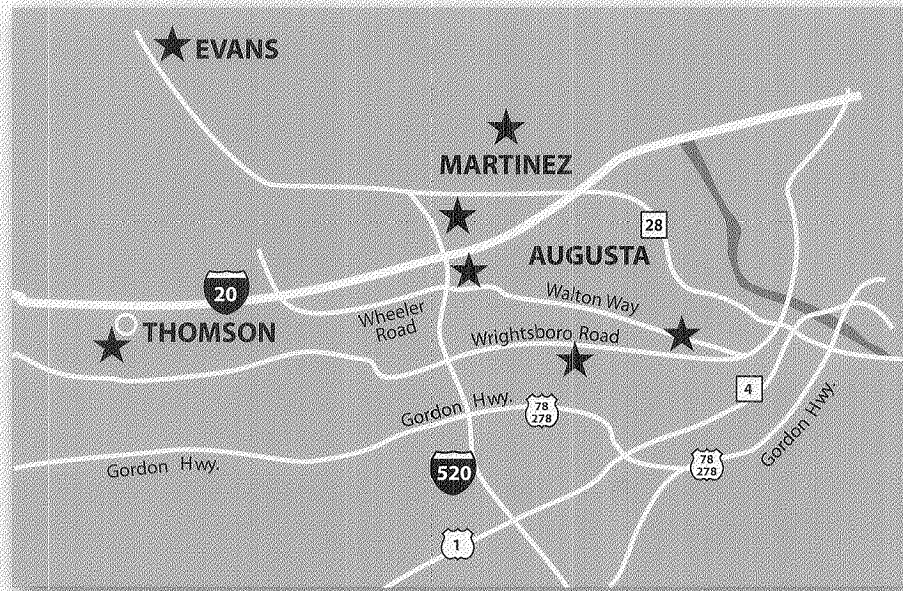 EVANS
MARTINEZ
28
AUGUSTA
20
Walton Way
Wheeler
Road
THOMSON
Wrightsboro Road
4
Gordon Hwy.
78
278
Gordon Hwy.
Gordon Hwy.
78
278
520
1